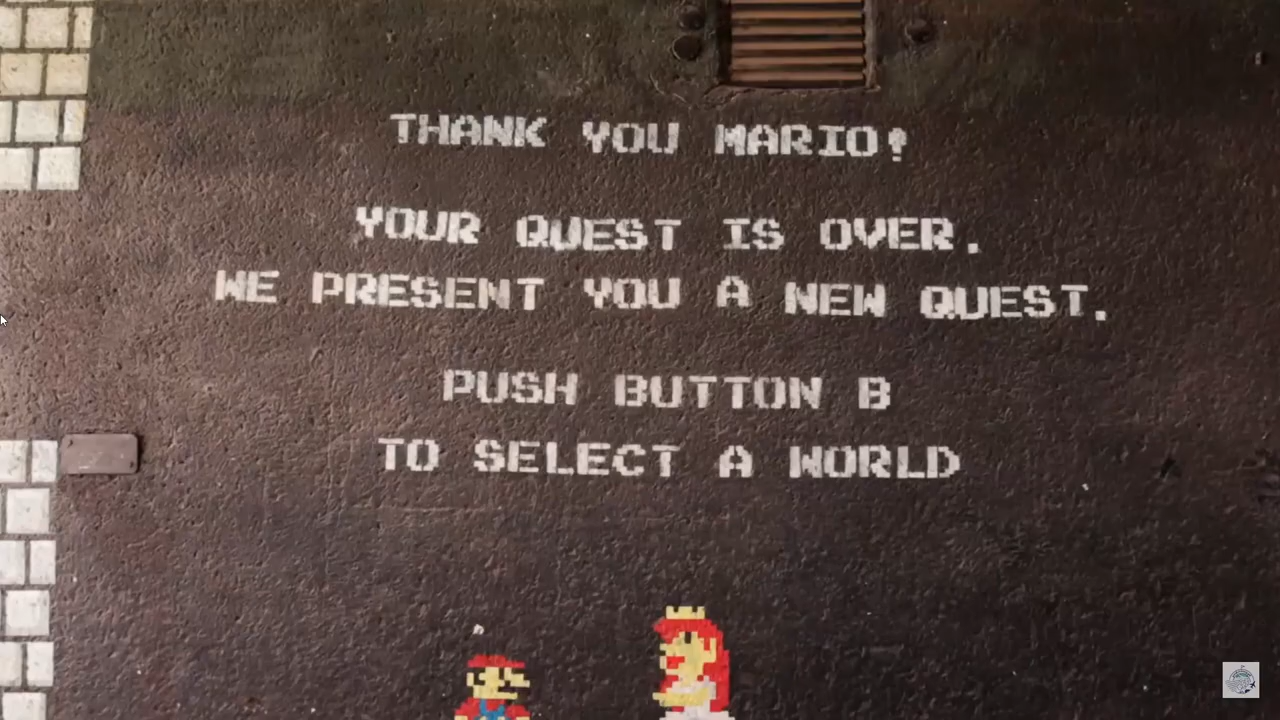 THANK YOU MARIO!
YOUR QUEST IS OVER.
WE PRESENT YOU A NEW QUEST.
PUSH BUTTON B
TO SELECT A WORLD